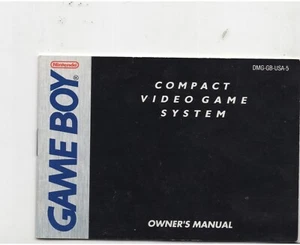 Nintendo
GAME BOY
DMG-GB-USA-5
COMPACT
VIDEO GAME
SYSTEM
OWNER'S MANUAL